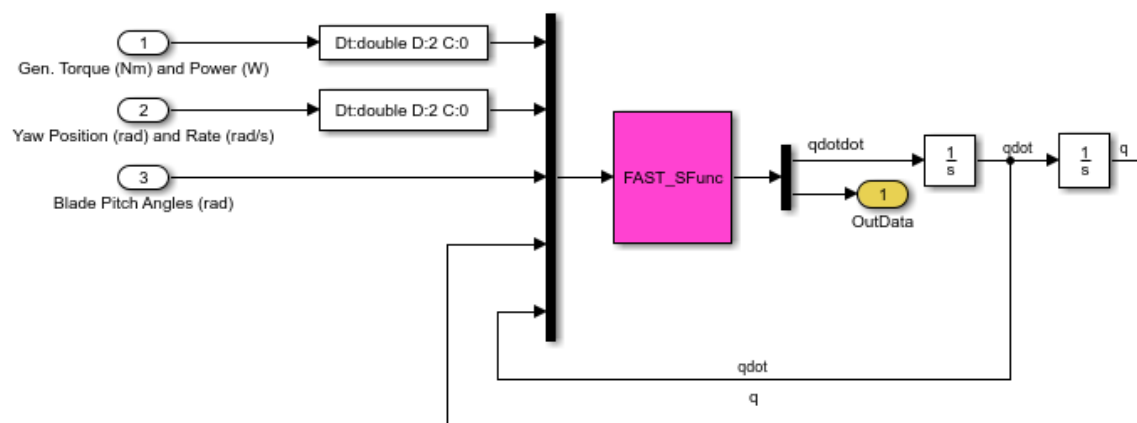 1
Dt:double D:2 C:0
Gen. Torque (Nm) and Power (W)
2
Dt:double D:2 C:0
Yaw Position (rad) and Rate (rad/s)
3
Blade Pitch Angles (rad)
FAST_SFunc
qdotdot
1
OutData
1
s
qdot
1
s
q
qdot
q